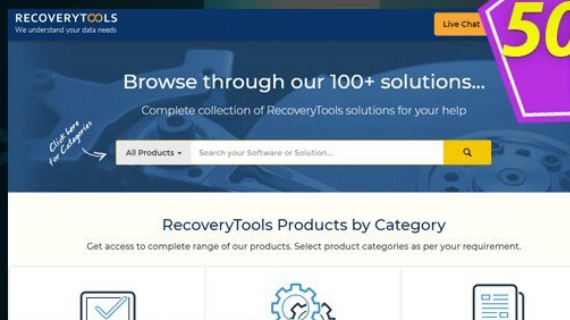 RECOVERYTOOLS
We understand your data needs
Live Chat
50
Browse through our 100+ solutions...
Complete collection of RecoveryTools solutions for your help
Click here
for Categories
All Products
Search your Software or Solution....
RecoveryTools Products by Category
Get access to complete range of our products. Select product categories as per your requirement.